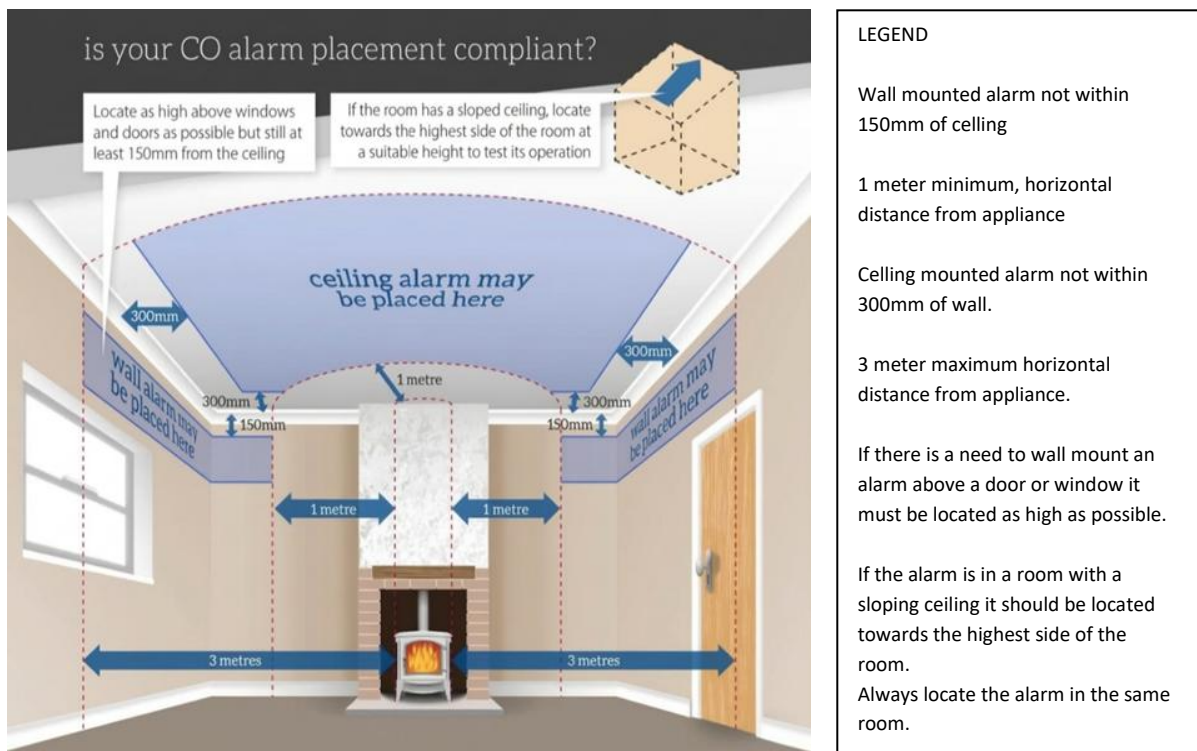 is your CO alarm placement compliant?
Locate as high above windows
and doors as possible but still at
least 150mm from the ceiling
If the room has a sloped ceiling, locate
towards the highest side of the room at
a suitable height to test its operation
ceiling alarm may
be placed here
300mm
300mm
wall alarm may
be placed here
wall alarm may
be placed here
1 metre
300mm
300mm
150mm
150mm
1 metre
1 metre
3 metres
3 metres
LEGEND
Wall mounted alarm not within
150mm of celling
1 meter minimum, horizontal
distance from appliance
Celling mounted alarm not within
300mm of wall.
3 meter maximum horizontal
distance from appliance.
If there is a need to wall mount an
alarm above a door or window it
must be located as high as possible.
If the alarm is in a room with a
sloping ceiling it should be located
towards the highest side of the
room.
Always locate the alarm in the same
room.